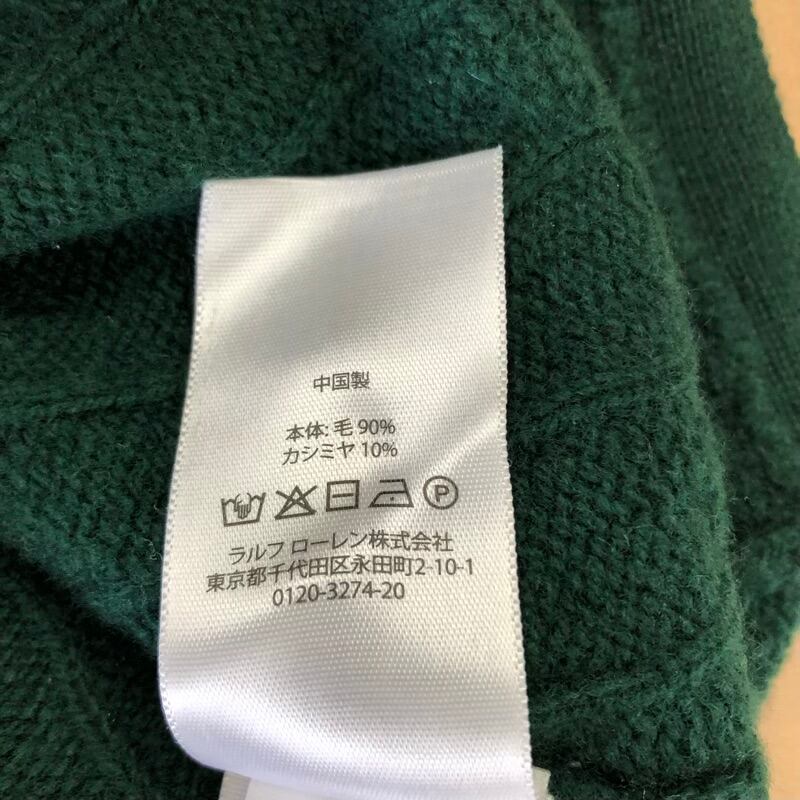 中国製
本体: 毛 90%
カシミヤ 10%
P
ラルフ ローレン株式会社
東京都千代田区永田町2-10-1
0120-3274-20